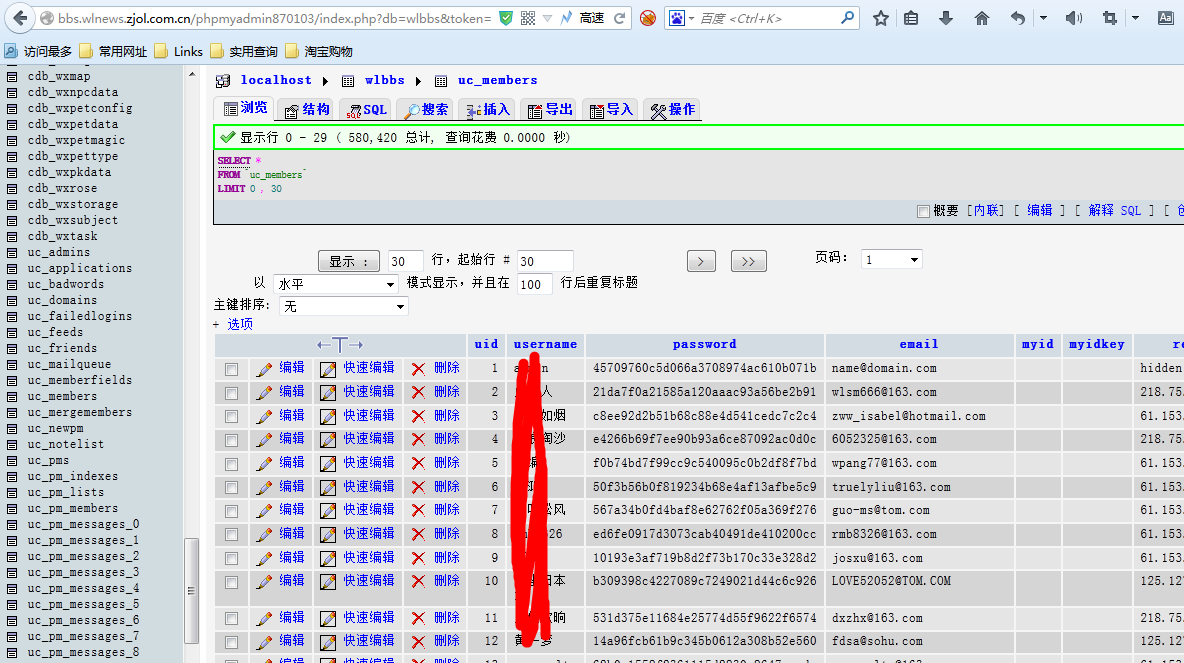 bbs.wlnews.zjol.com.cn/phpmyadmin870103/index.php?db=wlbbs&token= 高速 百度 <Ctrl+K>
访问最多 常用网址 Links 实用查询 淘宝购物
cdb_wxmap
cdb_wxnpcdata
cdb_wxpetconfig
cdb_wxpetdata
cdb_wxpetmagic
cdb_wxpettype
cdb_wxpkdata
cdb_wxrose
cdb_wxstorage
cdb_wxsubject
cdb_wxtask
uc_admins
uc_applications
uc_badwords
uc_domains
uc_failedlogins
uc_feeds
uc_friends
uc_mailqueue
uc_memberfields
uc_members
uc_mergemembers
uc_newpm
uc_notelist
uc_pms
uc_pm_indexes
uc_pm_lists
uc_pm_members
uc_pm_messages_0
uc_pm_messages_1
uc_pm_messages_2
uc_pm_messages_3
uc_pm_messages_4
uc_pm_messages_5
uc_pm_messages_6
uc_pm_messages_7
uc_pm_messages_8
localhost wlbbs uc_members
浏览 结构 SQL 搜索 插入 导出 导入 操作
显示行 0 - 29 ( 580,420 总计, 查询花费 0.0000 秒)
SELECT *
FROM `uc_members`
LIMIT 0 , 30
概要 [内联] [ 编辑 ] [ 解释 SQL ] [
显示 : 30 行，起始行 # 30 > >> 页码： 1
以 水平 模式显示，并且在 100 行后重复标题
主键排序: 无
+ 选项
←T→ uid username password email myid myidkey
编辑 快速编辑 删除 1 45709760c5d066a3708974ac610b071b name@domain.com hidden
编辑 快速编辑 删除 2 人 21da7f0a21585a120aaac93a56be2b91 wlsm666@163.com 218.75.
编辑 快速编辑 删除 3 如烟 c8ee92d2b51b68c88e4d541cedc7c2c4 zww_isabel@hotmail.com 61.153.
编辑 快速编辑 删除 4 淘沙 e4266b69f7ee90b93a6ce87092ac0d0c 6052325@163.com 218.75.
编辑 快速编辑 删除 5 f0b74bd7f99cc9c540095c0b2df8f7bd wpang77@163.com 61.153.
编辑 快速编辑 删除 6 50f3b56b0f819234b68e4af13afbe5c9 truelyliu@163.com 61.153.
编辑 快速编辑 删除 7 松风 567a34b0fd4baf8e62762f05a369f276 guo-ms@tom.com 61.153.
编辑 快速编辑 删除 8 26 ed6fe0917d3073cab40491de410200cc rmb8326@163.com 61.153.
编辑 快速编辑 删除 9 10193e3af719b8d2f73b170c33e328d2 josxu@163.com 61.153.
编辑 快速编辑 删除 10 日本 b309398c4227089c7249021d44c6c926 LOVE52052@TOM.COM 125.12
编辑 快速编辑 删除 11 531d375e11684e25774d55f9622f6574 dxzhx@163.com 218.75.
编辑 快速编辑 删除 12 14a96fcb61b9c345b0612a308b52e560 fdsa@sohu.com 125.12